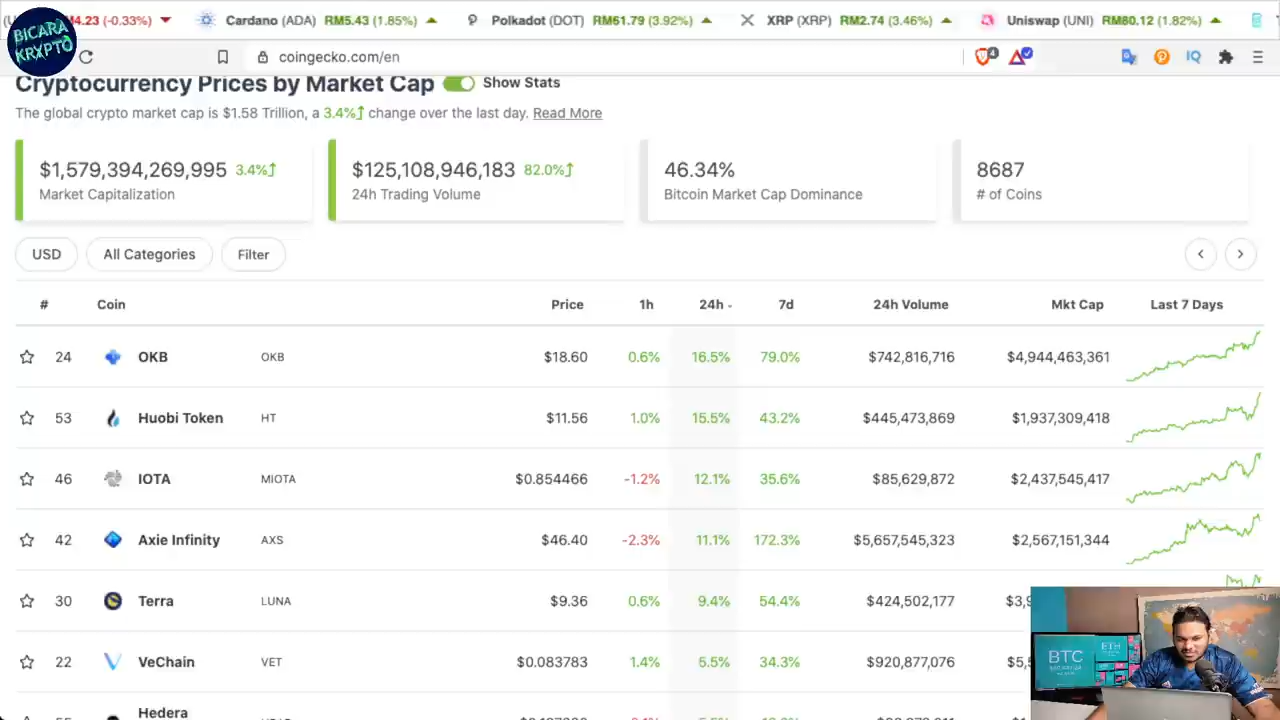 4.23 (-0.33%) Cardano (ADA) RM5.43 (1.85%) Polkadot (DOT) RM61.79 (3.92%) XRP (XRP) RM2.74 (3.46%) Uniswap (UNI) RM80.12 (1.82%)
BICARA
KRYPTO
coingecko.com/en
Cryptocurrency Prices by Market Cap Show Stats
The global crypto market cap is $1.58 Trillion, a 3.4% change over the last day. Read More
$1,579,394,269,995 3.4%
Market Capitalization
$125,108,946,183 82.0%
24h Trading Volume
46.34%
Bitcoin Market Cap Dominance
8687
# of Coins
USD All Categories Filter
# Coin Price 1h 24h 7d 24h Volume Mkt Cap Last 7 Days
24 OKB OKB $18.60 0.6% 16.5% 79.0% $742,816,716 $4,944,463,361
53 Huobi Token HT $11.56 1.0% 15.5% 43.2% $445,473,869 $1,937,309,418
46 IOTA MIOTA $0.854466 -1.2% 12.1% 35.6% $85,629,872 $2,437,545,417
42 Axie Infinity AXS $46.40 -2.3% 11.1% 172.3% $5,657,545,323 $2,567,151,344
30 Terra LUNA $9.36 0.6% 9.4% 54.4% $424,502,177 $3,9
22 VeChain VET $0.083783 1.4% 5.5% 34.3% $920,877,076 $5,5
Hedera
BTC ETH